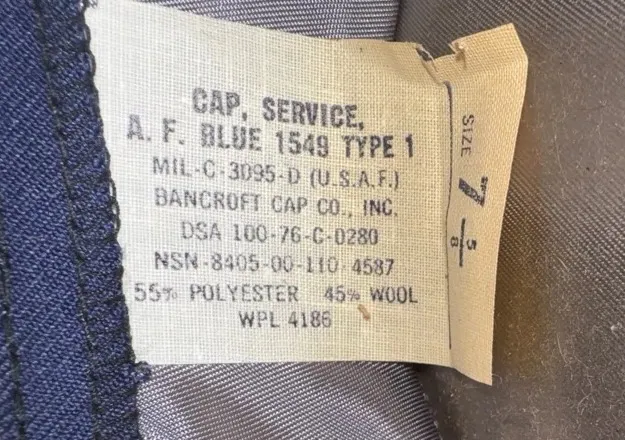 CAP, SERVICE,
A. F. BLUE 1549 TYPE 1
MIL-C-3095-D (U.S.A.F.)
BANCROFT CAP CO., INC.
DSA 100-76-C-0280
NSN-8405-00-110-4587
55% POLYESTER 45% WOOL
WPL 4186
SIZE 7 5/8